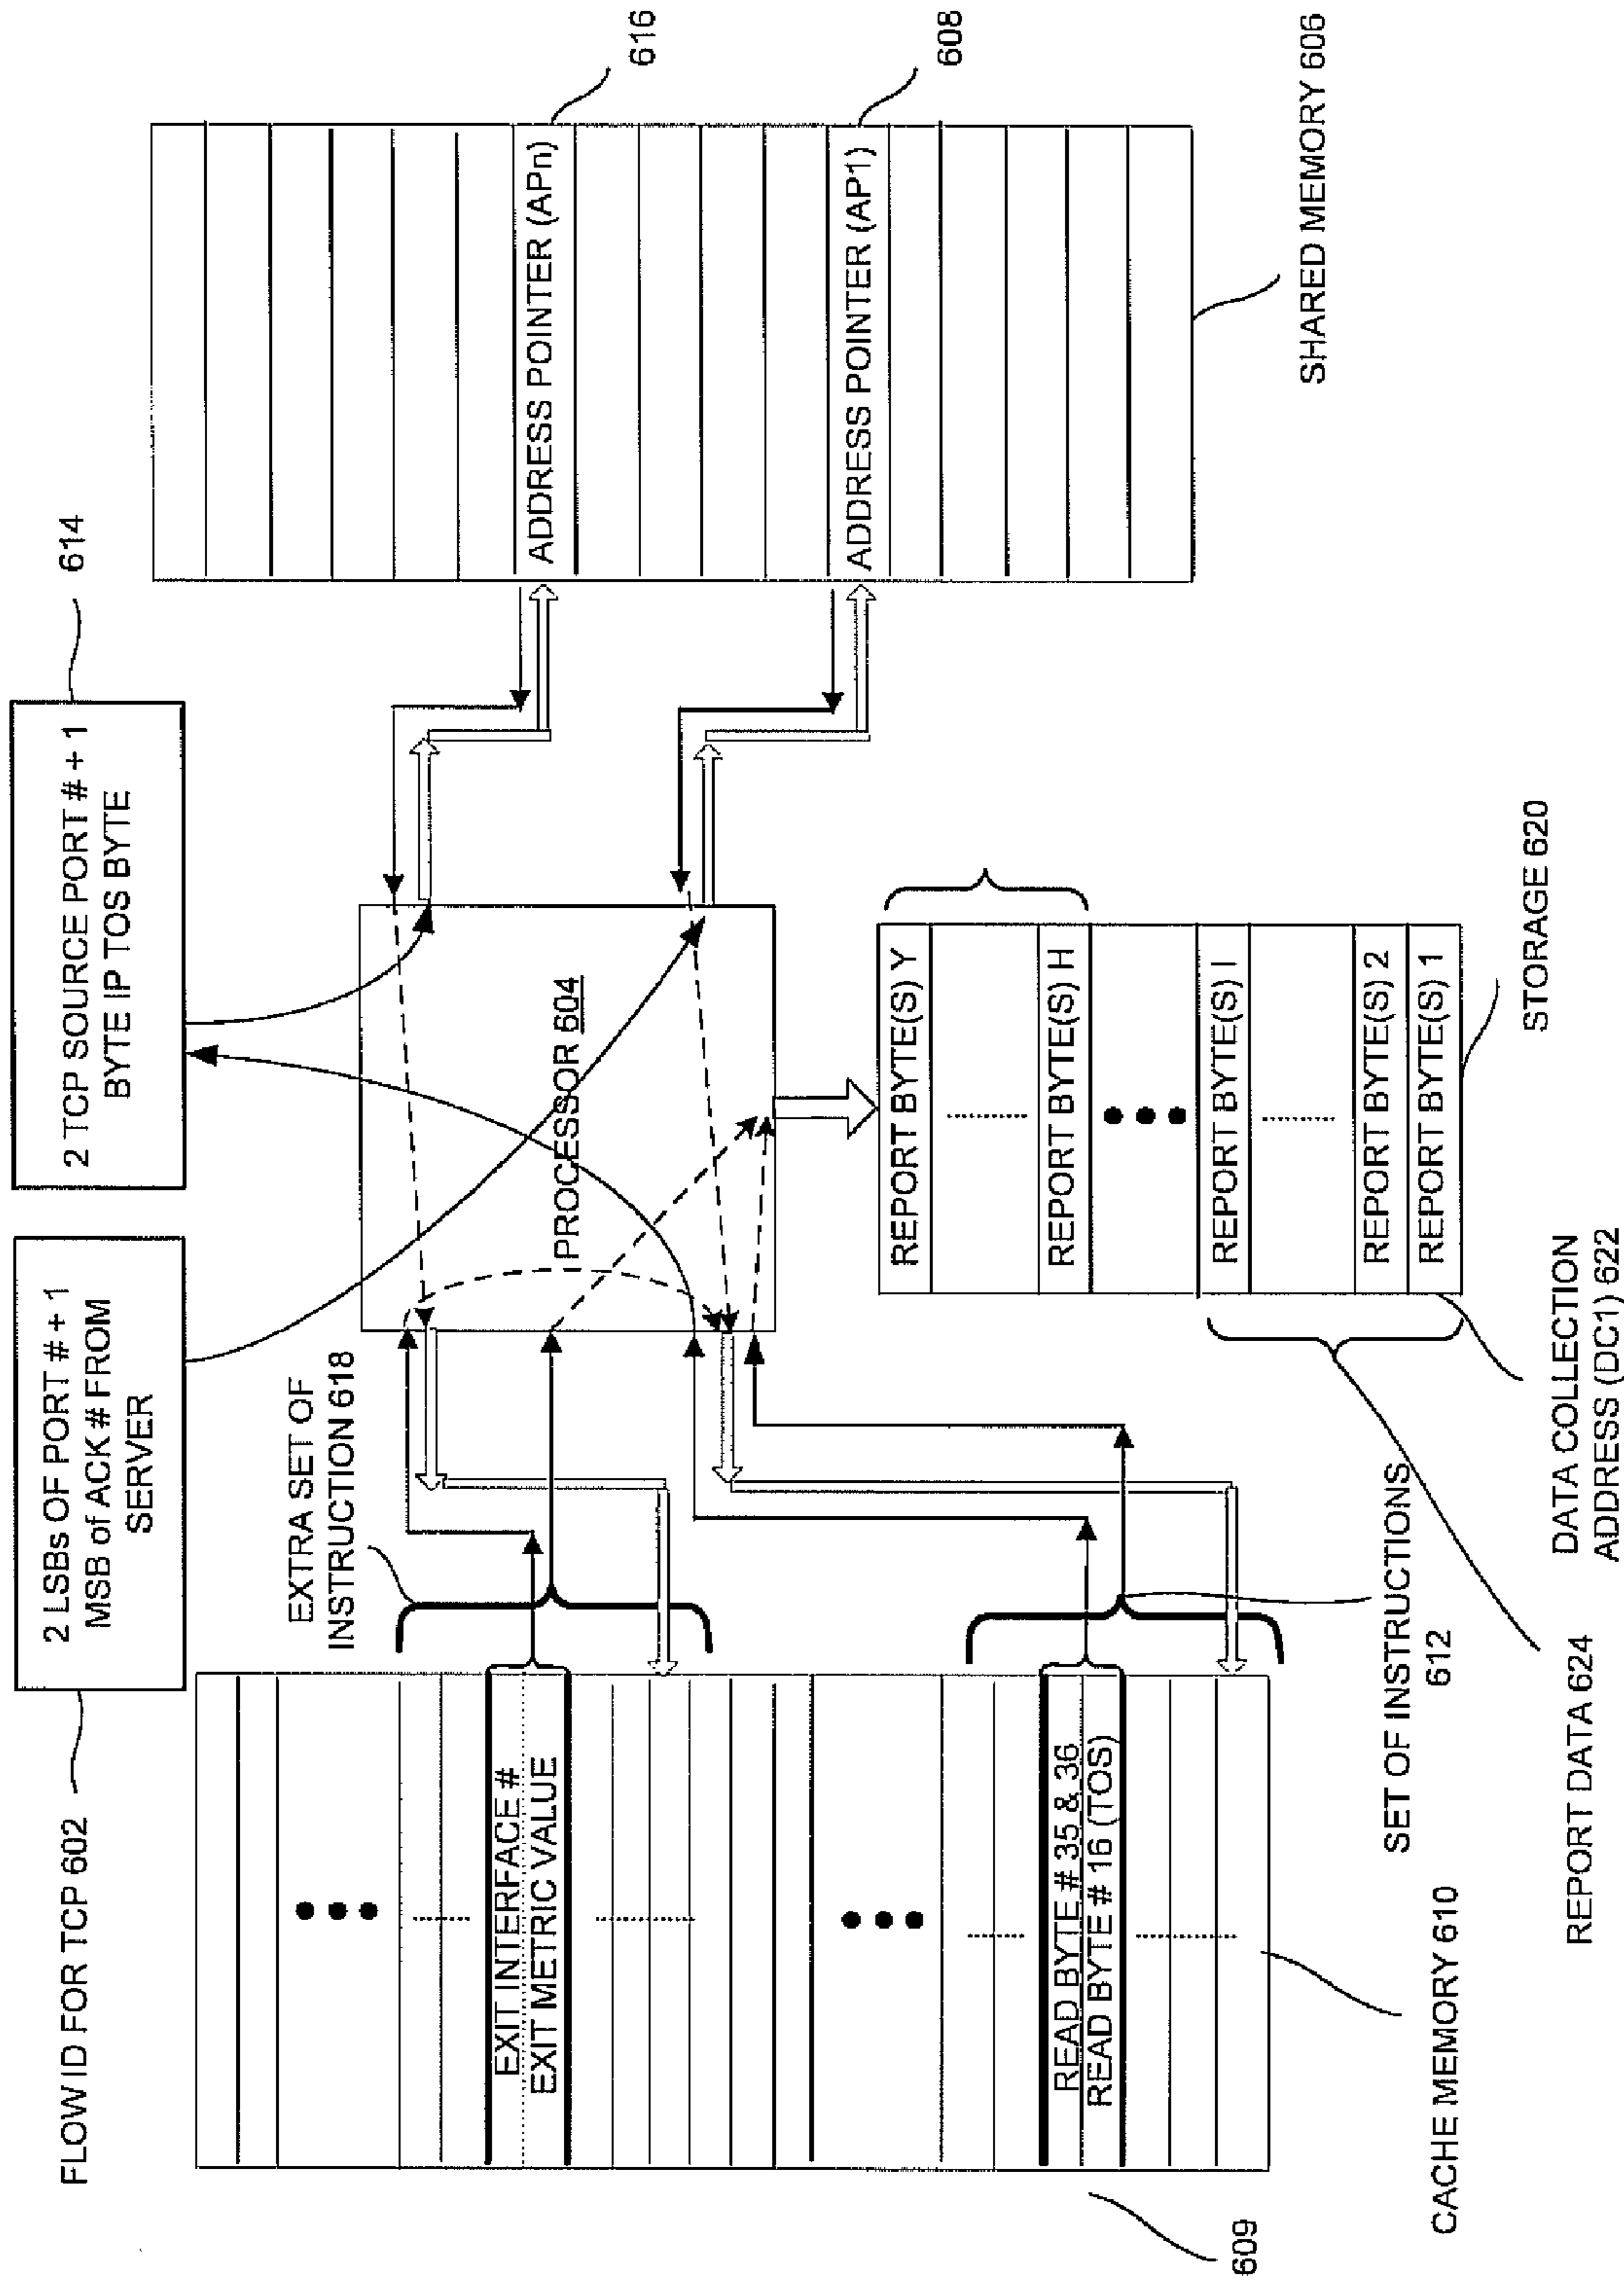 FLOW ID FOR TCP 602
2 LSBs OF PORT # + 1
MSB of ACK # FROM
SERVER
2 TCP SOURCE PORT # + 1
BYTE IP TOS BYTE
614
EXTRA SET OF
INSTRUCTION 618
EXIT INTERFACE #
EXIT METRIC VALUE
PROCESSOR 604
ADDRESS POINTER (APn)
616
ADDRESS POINTER (AP1)
608
READ BYTE # 35 & 36
READ BYTE # 16 (TOS)
609
REPORT BYTE(S) Y
REPORT BYTE(S) H
REPORT BYTE(S) I
REPORT BYTE(S) 2
REPORT BYTE(S) 1
SHARED MEMORY 606
SET OF INSTRUCTIONS
612
CACHE MEMORY 610
STORAGE 620
DATA COLLECTION
ADDRESS (DC1) 622
REPORT DATA 624